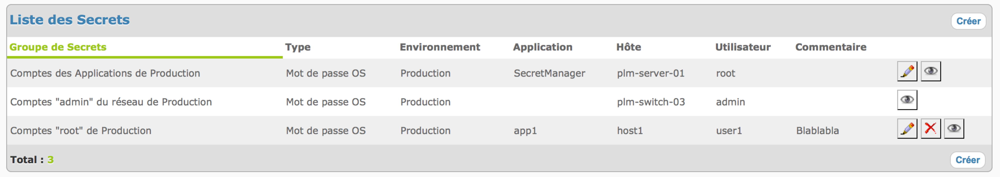 Liste des Secrets Créer
Groupe de Secrets Type Environnement Application Hôte Utilisateur Commentaire
Comptes des Applications de Production Mot de passe OS Production SecretManager plm-server-01 root
Comptes "admin" du réseau de Production Mot de passe OS Production plm-switch-03 admin
Comptes "root" de Production Mot de passe OS Production app1 host1 user1 Blablabla
Total : 3 Créer